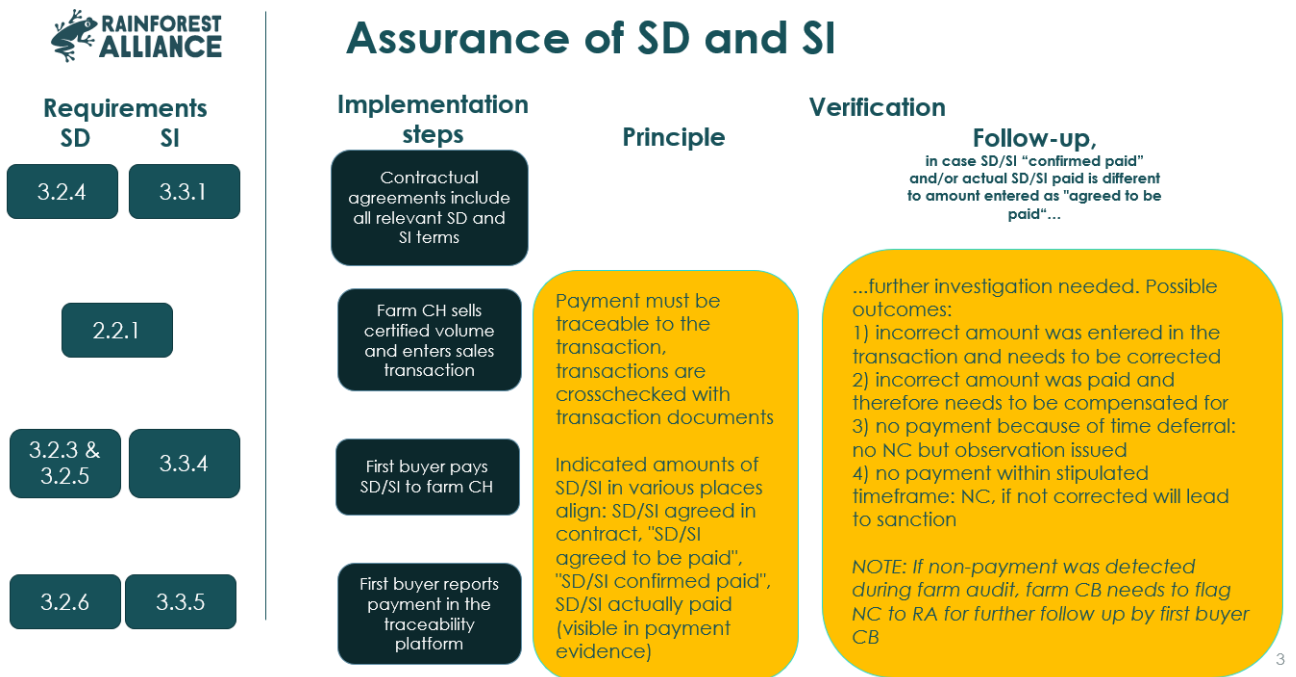 RAINFOREST
ALLIANCE
Assurance of SD and SI
Requirements
SD SI
Implementation
steps
Principle
Verification
Follow-up,
in case SD/SI “confirmed paid”
and/or actual SD/SI paid is different
to amount entered as "agreed to be
paid“...
3.2.4
3.3.1
Contractual
agreements include
all relevant SD and
SI terms
2.2.1
Farm CH sells
certified volume
and enters sales
transaction
3.2.3 &
3.2.5
3.3.4
First buyer pays
SD/SI to farm CH
3.2.6
3.3.5
First buyer reports
payment in the
traceability
platform
Payment must be
traceable to the
transaction,
transactions are
crosschecked with
transaction documents
Indicated amounts of
SD/SI in various places
align: SD/SI agreed in
contract, "SD/SI
agreed to be paid",
"SD/SI confirmed paid",
SD/SI actually paid
(visible in payment
evidence)
...further investigation needed. Possible
outcomes:
1) incorrect amount was entered in the
transaction and needs to be corrected
2) incorrect amount was paid and
therefore needs to be compensated for
3) no payment because of time deferral:
no NC but observation issued
4) no payment within stipulated
timeframe: NC, if not corrected will lead
to sanction
NOTE: If non-payment was detected
during farm audit, farm CB needs to flag
NC to RA for further follow up by first buyer
CB
3